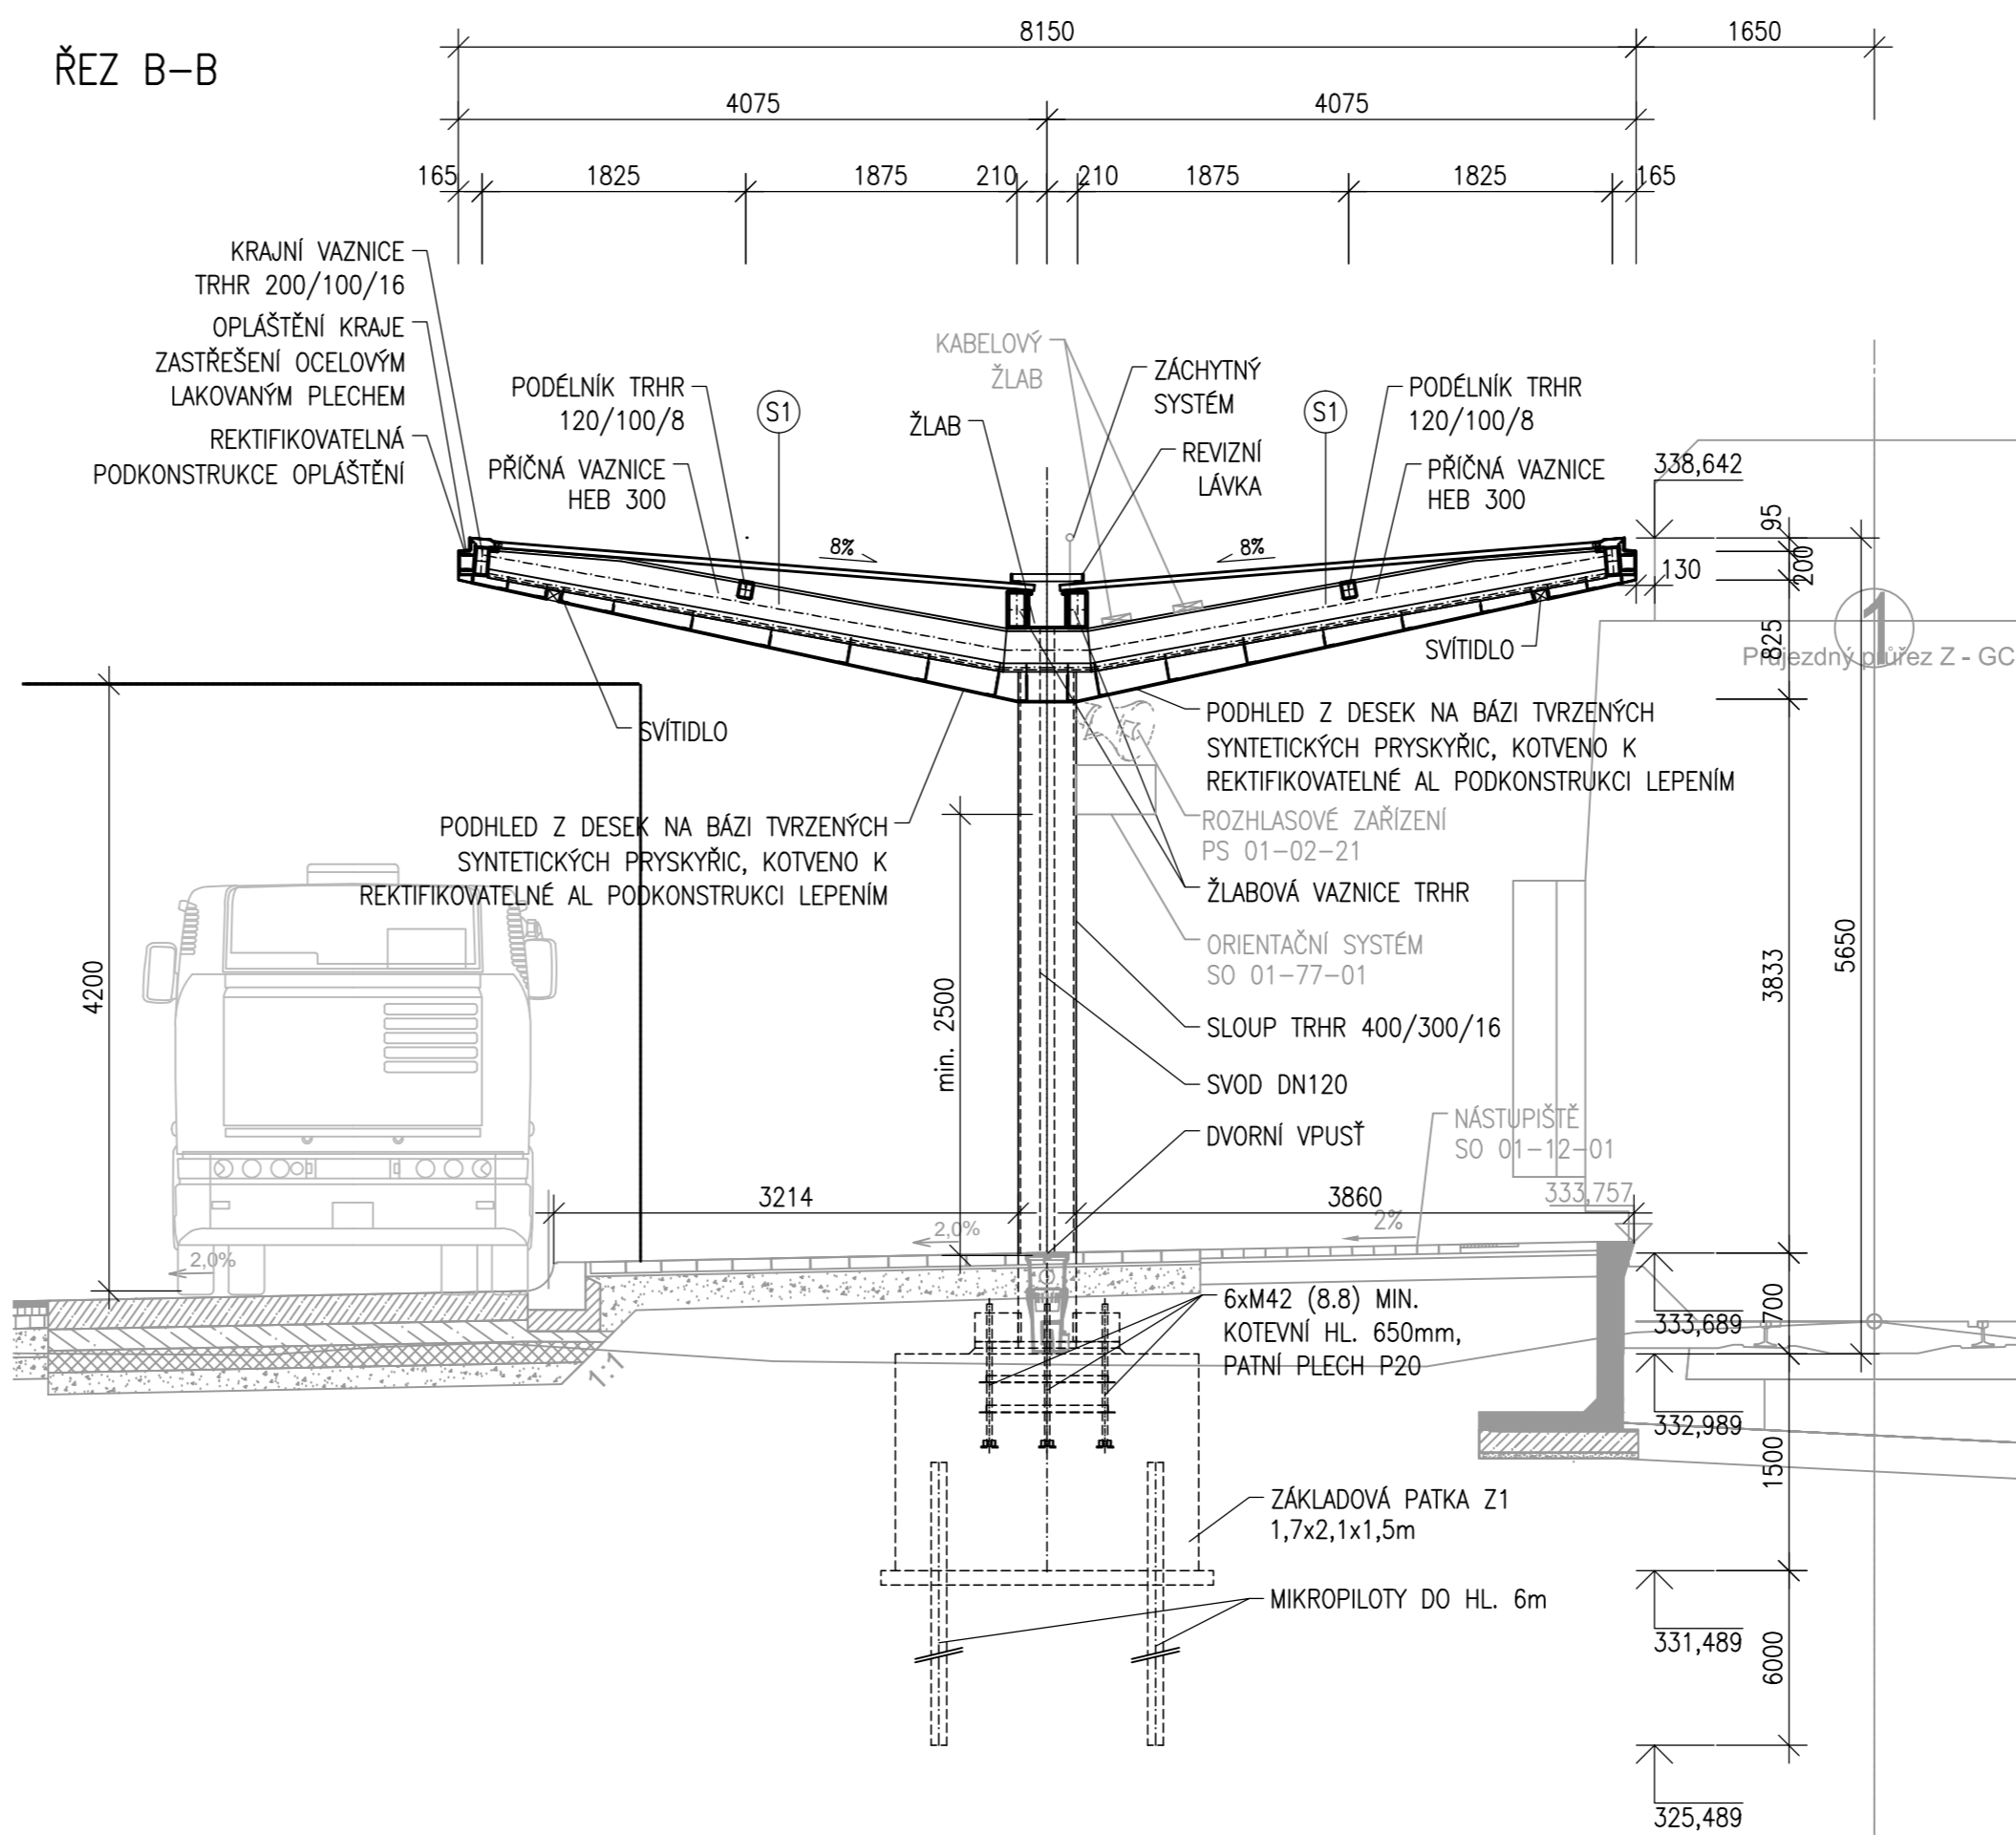 ŘEZ B-B
8150
1650
4075
4075
165
1825
1875
210
210
1875
1825
165
KRAJNÍ VAZNICE
TRHR 200/100/16
OPLÁŠTĚNÍ KRAJE
ZASTŘEŠENÍ OCELOVÝM
LAKOVANÝM PLECHEM
REKTIFIKOVATELNÁ
PODKONSTRUKCE OPLÁŠTĚNÍ
PODÉLNÍK TRHR
120/100/8
PŘÍČNÁ VAZNICE
HEB 300
S1
ŽLAB
KABELOVÝ
ŽLAB
ZÁCHYTNÝ
SYSTÉM
REVIZNÍ
LÁVKA
S1
PODÉLNÍK TRHR
120/100/8
PŘÍČNÁ VAZNICE
HEB 300
338,642
95
200
130
825
8%
8%
1
Průjezdný průřez Z - GC
SVÍTIDLO
SVÍTIDLO
PODHLED Z DESEK NA BÁZI TVRZENÝCH
SYNTETICKÝCH PRYSKYŘIC, KOTVENO K
REKTIFIKOVATELNÉ AL PODKONSTRUKCI LEPENÍM
PODHLED Z DESEK NA BÁZI TVRZENÝCH
SYNTETICKÝCH PRYSKYŘIC, KOTVENO K
REKTIFIKOVATELNÉ AL PODKONSTRUKCI LEPENÍM
ROZHLASOVÉ ZAŘÍZENÍ
PS 01-02-21
ŽLABOVÁ VAZNICE TRHR
ORIENTAČNÍ SYSTÉM
SO 01-77-01
SLOUP TRHR 400/300/16
SVOD DN120
DVORNÍ VPUSŤ
NÁSTUPIŠTĚ
SO 01-12-01
4200
min. 2500
3833
5650
3214
3860
333,757
2,0%
2,0%
2%
1:1
6xM42 (8.8) MIN.
KOTEVNÍ HL. 650mm,
PATNÍ PLECH P20
333,689
700
332,989
1500
ZÁKLADOVÁ PATKA Z1
1,7x2,1x1,5m
MIKROPILOTY DO HL. 6m
331,489
6000
325,489